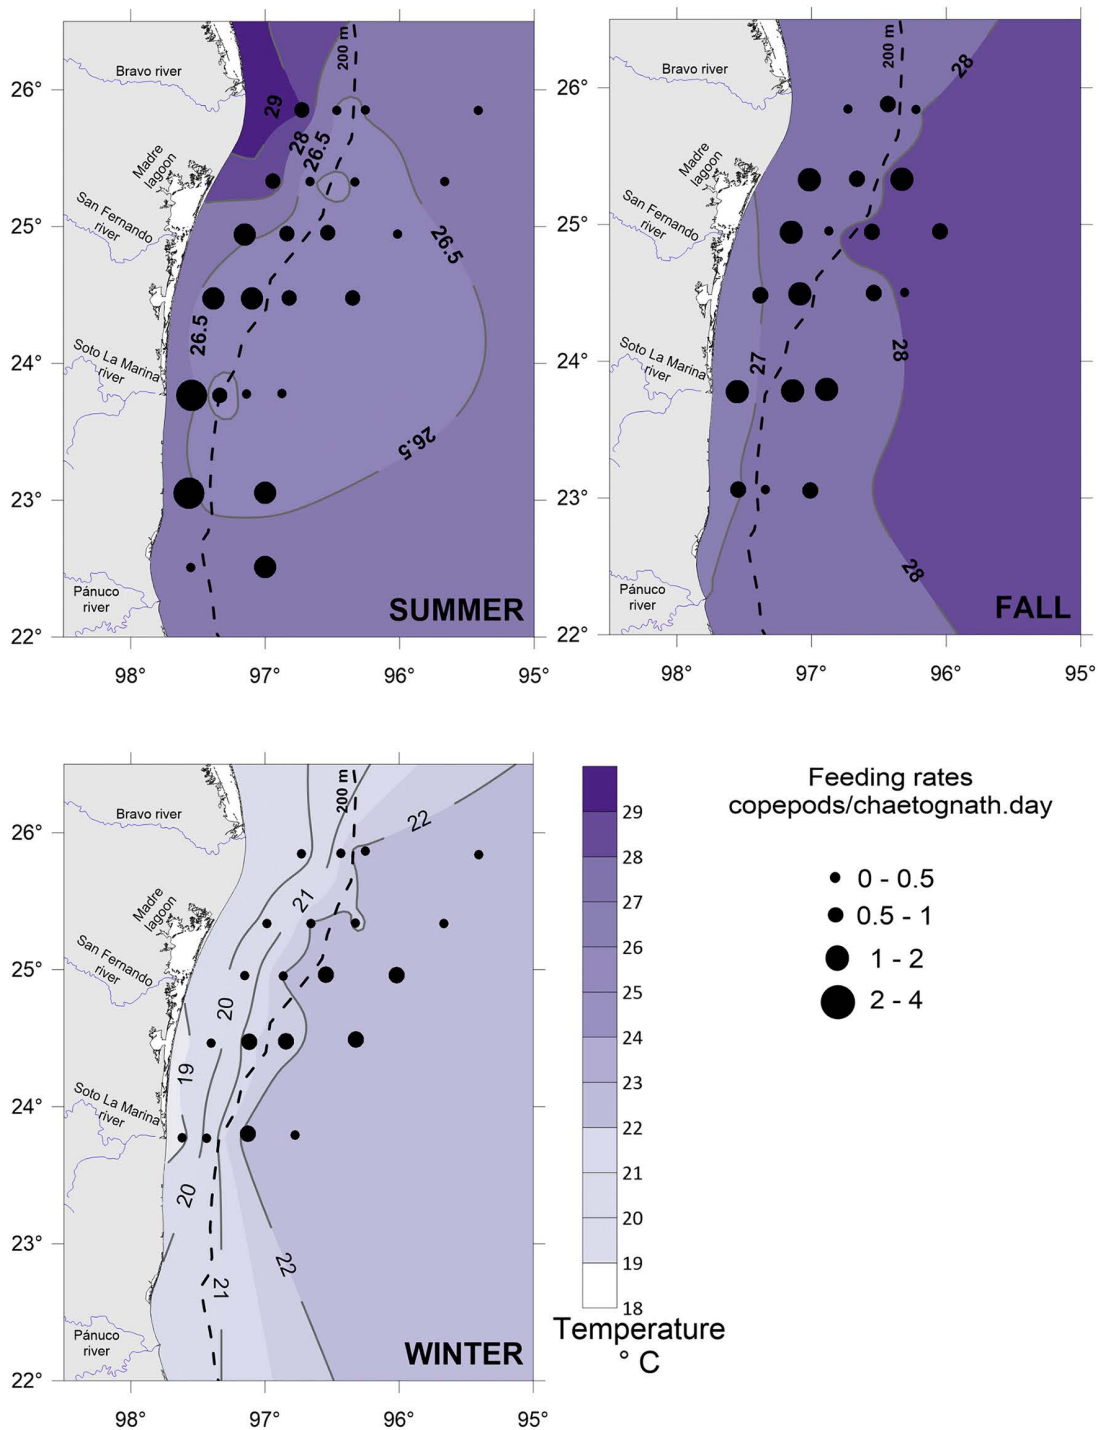 200 m
26°
Bravo river
29
28
26.5
Madre
lagoon
San Fernando
river
25°
26.5
26.5
24°
Soto La Marina
river
26.5
23°
Pánuco
river
SUMMER
22°
98°
97°
96°
95°
200 m
28
26°
Bravo river
Madre
lagoon
San Fernando
river
25°
28
27
24°
Soto La Marina
river
23°
28
Pánuco
river
FALL
22°
98°
97°
96°
95°
200 m
26°
Bravo river
22
21
Madre
lagoon
San Fernando
river
25°
20
19
24°
Soto La Marina
river
20
23°
22
21
Pánuco
river
WINTER
22°
98°
97°
96°
95°
29
28
27
26
25
24
23
22
21
20
19
18
Temperature
° C
Feeding rates
copepods/chaetognath.day
0 - 0.5
0.5 - 1
1 - 2
2 - 4